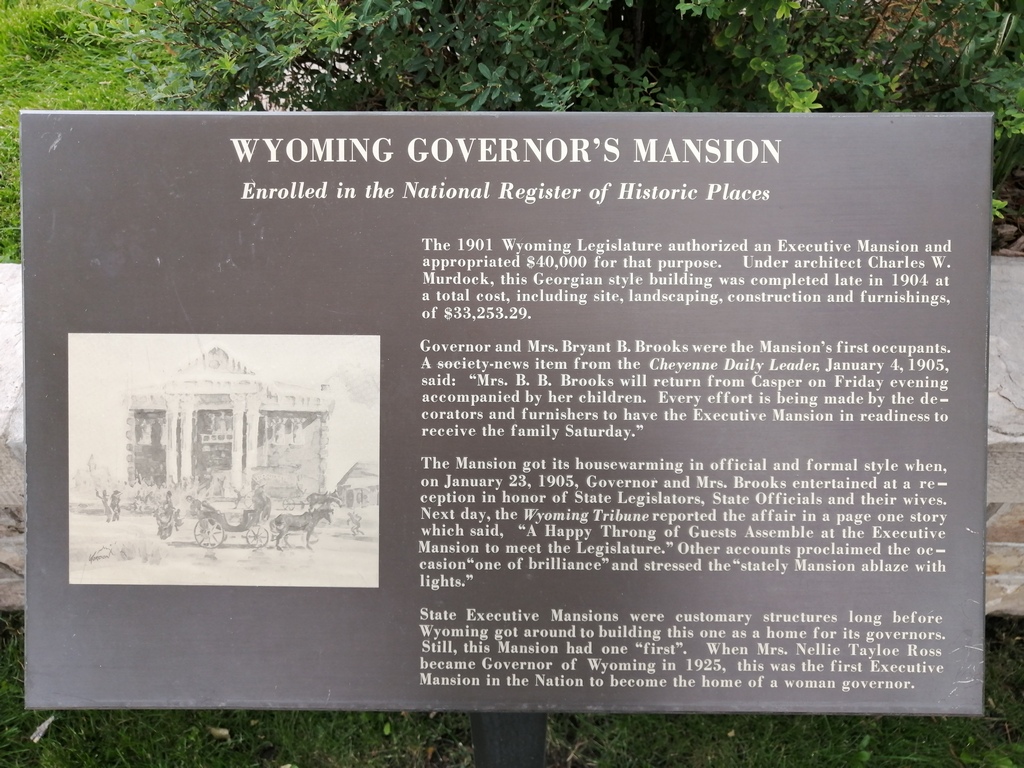 WYOMING GOVERNOR'S MANSION
Enrolled in the National Register of Historic Places
The 1901 Wyoming Legislature authorized an Executive Mansion and
appropriated $40,000 for that purpose. Under architect Charles W.
Murdock, this Georgian style building was completed late in 1904 at
a total cost, including site, landscaping, construction and furnishings,
of $33,253.29.
Governor and Mrs. Bryant B. Brooks were the Mansion's first occupants.
A society-news item from the Cheyenne Daily Leader, January 4, 1905,
said: "Mrs. B. B. Brooks will return from Casper on Friday evening
accompanied by her children. Every effort is being made by the de-
corators and furnishers to have the Executive Mansion in readiness to
receive the family Saturday."
The Mansion got its housewarming in official and formal style when,
on January 23, 1905, Governor and Mrs. Brooks entertained at a re-
ception in honor of State Legislators, State Officials and their wives.
Next day, the Wyoming Tribune reported the affair in a page one story
which said, "A Happy Throng of Guests Assemble at the Executive
Mansion to meet the Legislature." Other accounts proclaimed the oc-
casion "one of brilliance" and stressed the "stately Mansion ablaze with
lights."
State Executive Mansions were customary structures long before
Wyoming got around to building this one as a home for its governors.
Still, this Mansion had one "first". When Mrs. Nellie Tayloe Ross
became Governor of Wyoming in 1925, this was the first Executive
Mansion in the Nation to become the home of a woman governor.